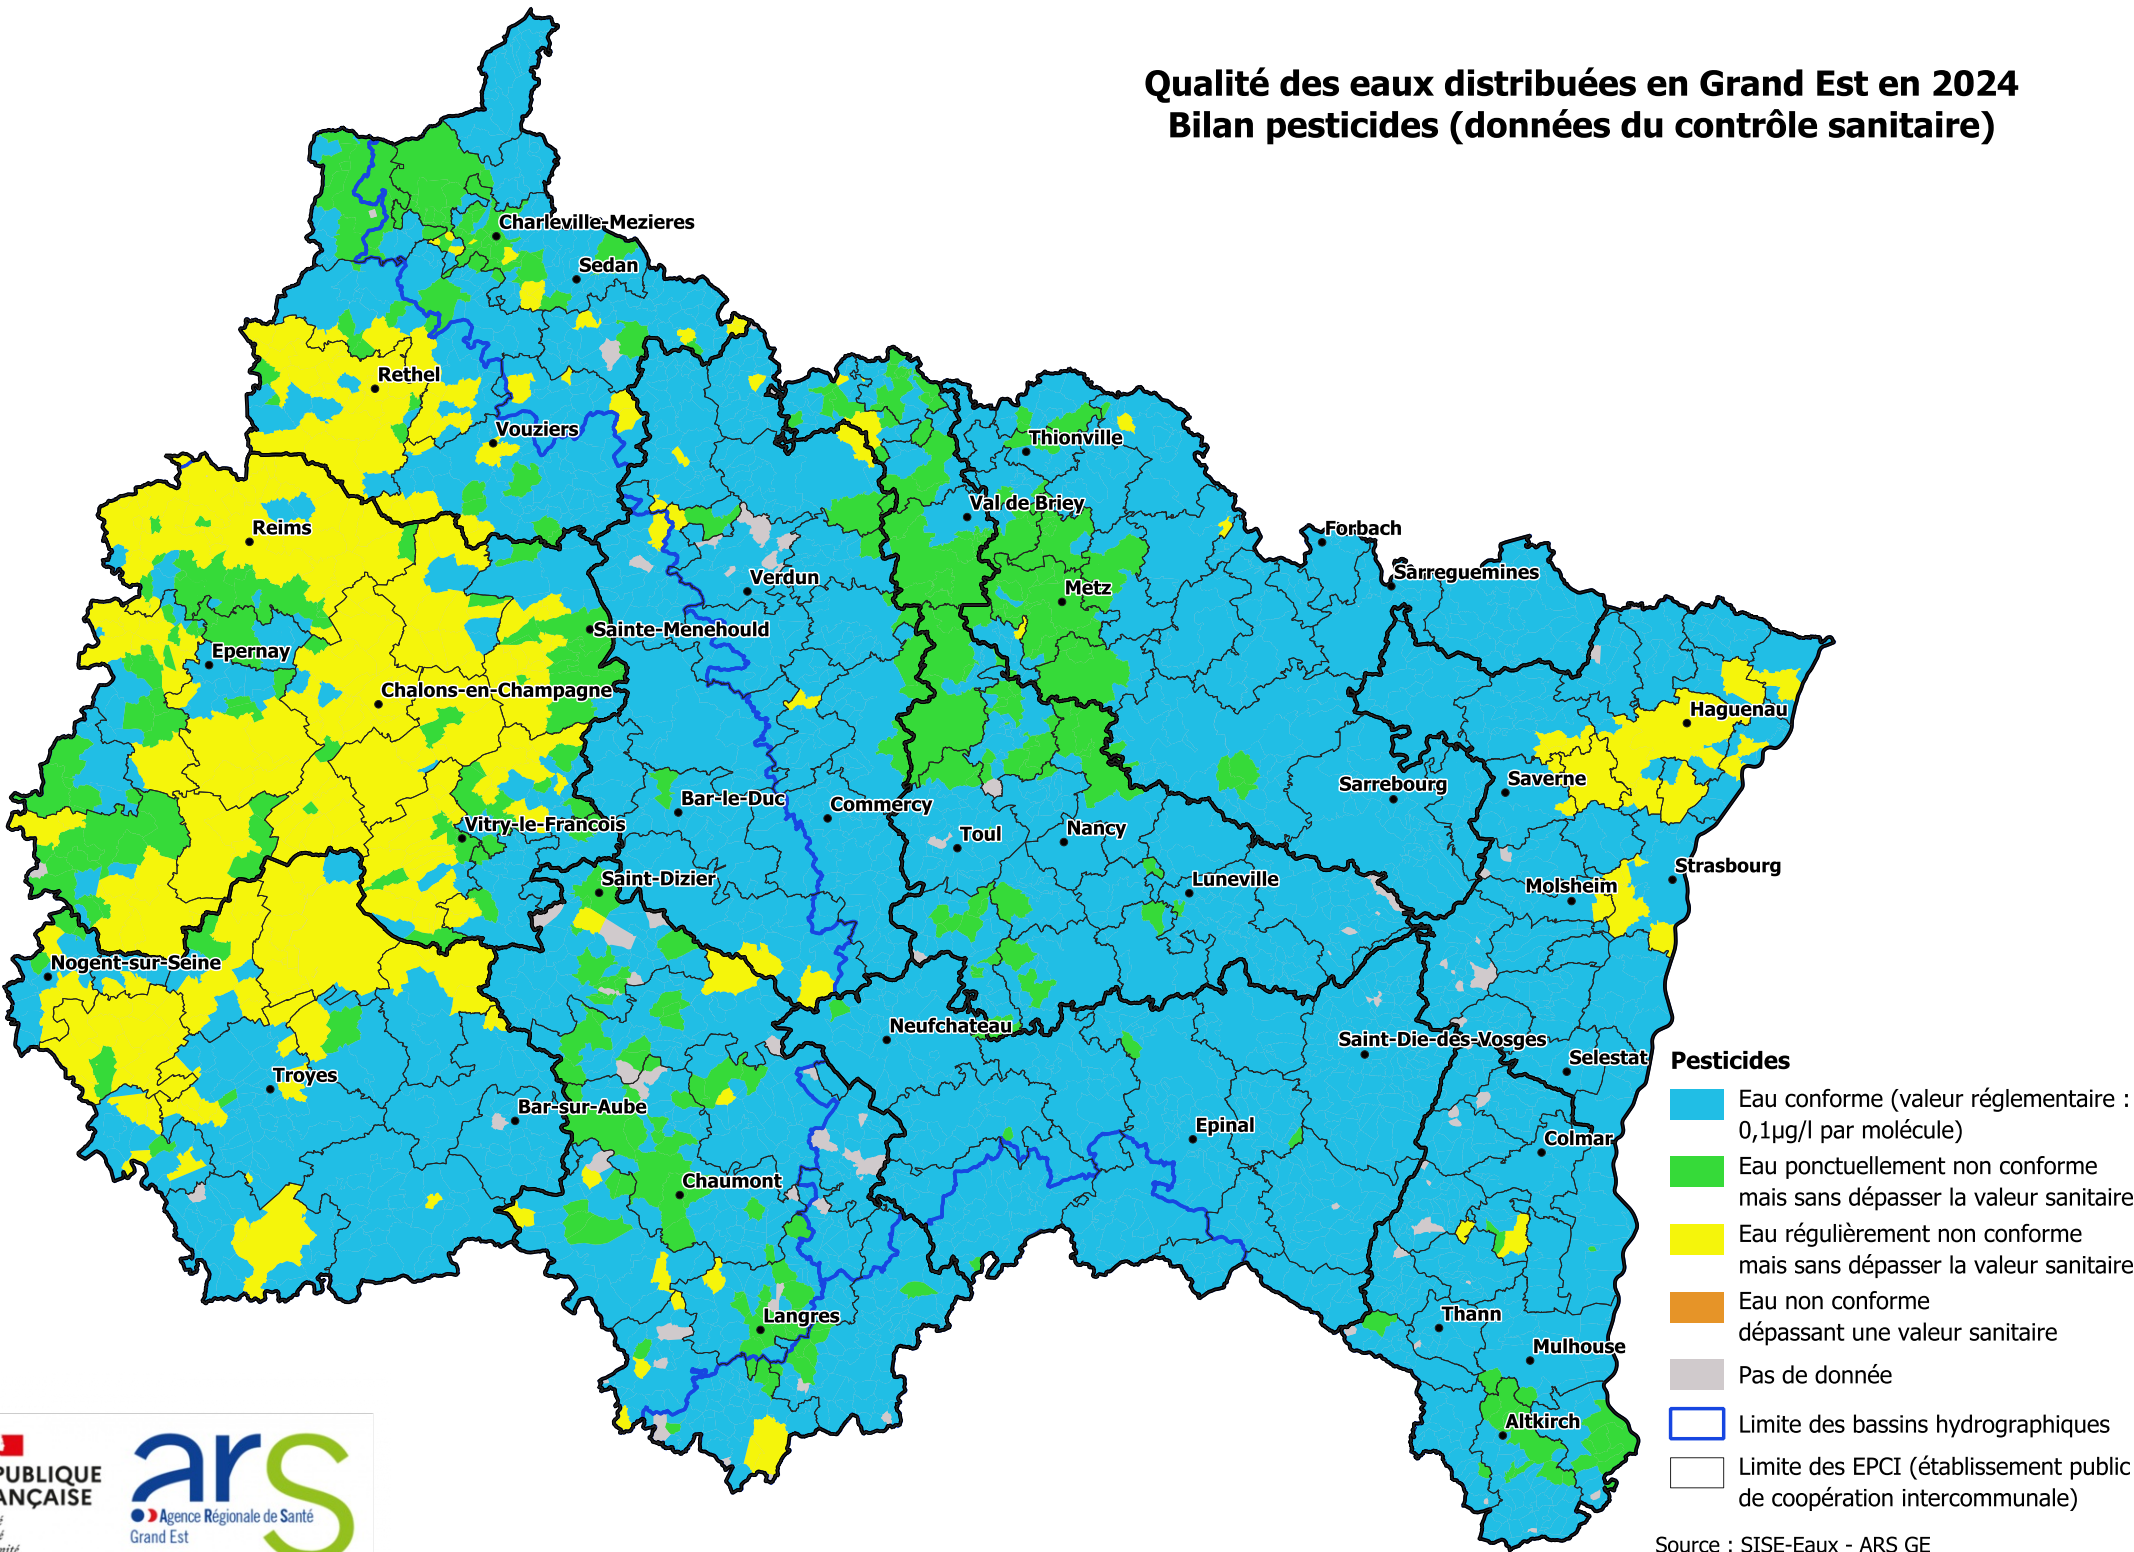 Qualité des eaux distribuées en Grand Est en 2024
Bilan pesticides (données du contrôle sanitaire)
Charleville-Mezieres
Sedan
Rethel
Vouziers
Thionville
Reims
Val de Briey
Forbach
Sarreguemines
Verdun
Metz
Sainte-Menehould
Epernay
Chalons-en-Champagne
Haguenau
Bar-le-Duc
Commercy
Sarrebourg
Saverne
Vitry-le-Francois
Toul
Nancy
Saint-Dizier
Luneville
Molsheim
Strasbourg
Nogent-sur-Seine
Neufchateau
Saint-Die-des-Vosges
Selestat
Troyes
Bar-sur-Aube
Epinal
Colmar
Chaumont
Langres
Thann
Mulhouse
Altkirch
Pesticides
Eau conforme (valeur réglementaire :
0,1µg/l par molécule)
Eau ponctuellement non conforme
mais sans dépasser la valeur sanitaire
Eau régulièrement non conforme
mais sans dépasser la valeur sanitaire
Eau non conforme
dépassant une valeur sanitaire
Pas de donnée
Limite des bassins hydrographiques
Limite des EPCI (établissement public
de coopération intercommunale)
Source : SISE-Eaux - ARS GE
PUBLIQUE
ANÇAISE
ars
Agence Régionale de Santé
Grand Est